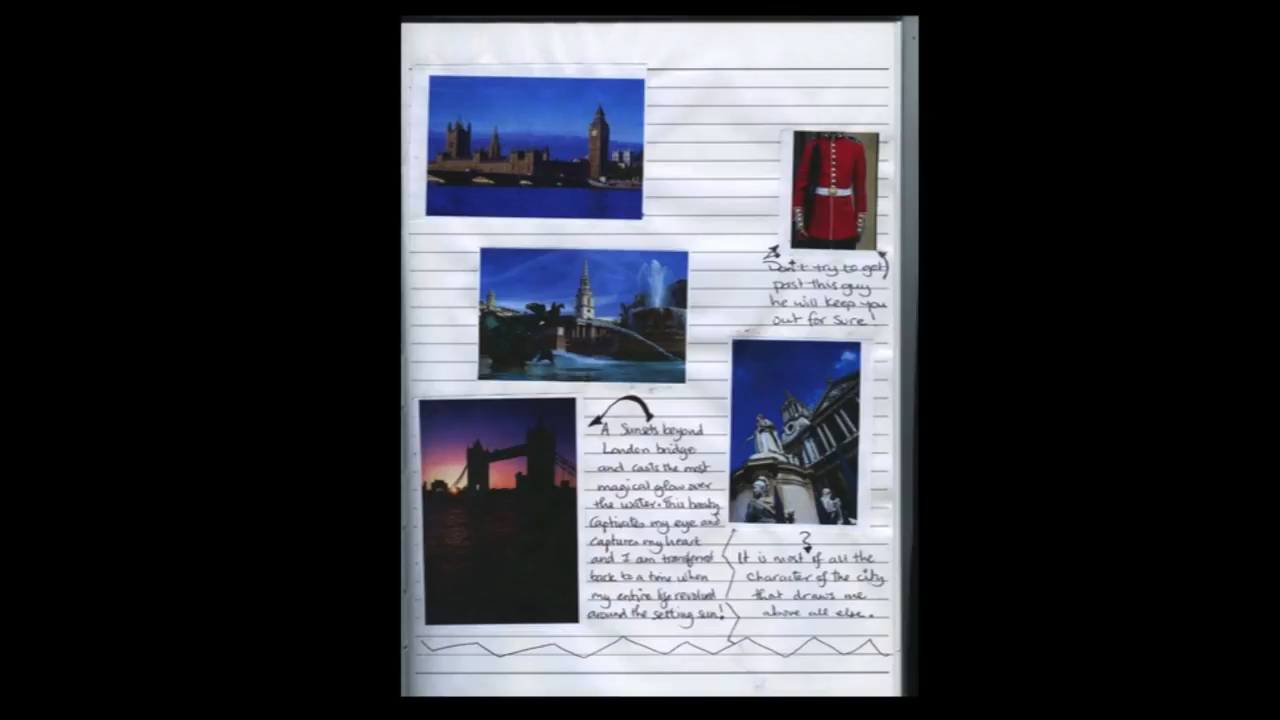 Don't try to get
past this guy
he will keep you
out for sure!
A Sunsets beyond
London bridge
and casts the most
magical glow over
the water. This beauty
Captivates my eye and
captures my heart
and I am transferred
back to a time when
my entire life revolved
around the setting sun!
?
It is most of all the
character of the city
that draws me
above all else.